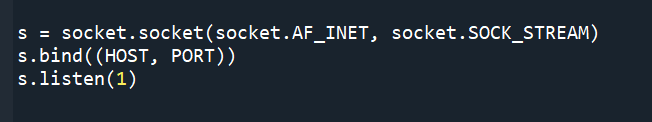 s = socket.socket(socket.AF_INET, socket.SOCK_STREAM)
s.bind((HOST, PORT))
s.listen(1)